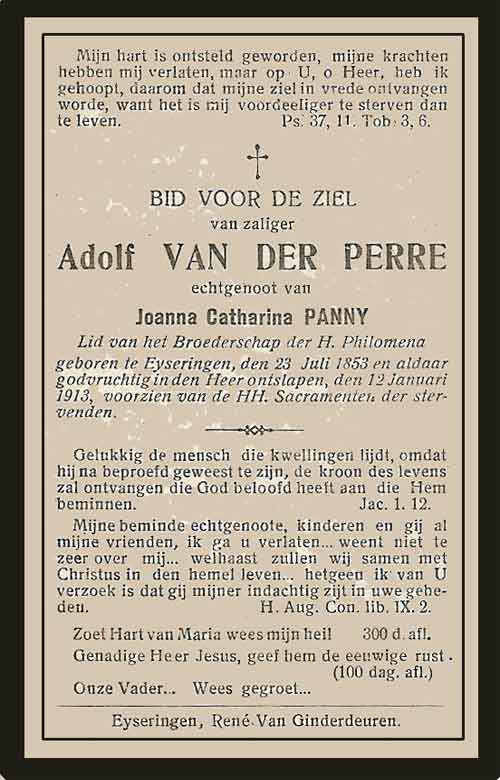 Mijn hart is ontsteld geworden, mijne krachten
hebben mij verlaten, maar op U, o Heer, heb ik
gehoopt, daarom dat mijne ziel in vrede ontvangen
worde, want het is mij voordeeliger te sterven dan
te leven. Ps. 37, 11. Tob. 3, 6.
BID VOOR DE ZIEL
van zaliger
Adolf VAN DER PERRE
echtgenoot van
Joanna Catharina PANNY
Lid van het Broederschap der H. Philomena
geboren te Eyseringen, den 23 Juli 1853 en aldaar
godvruchtig in den Heer ontslapen, den 12 Januari
1913, voorzien van de HH. Sacramenten der ster-
venden.
Gelukkig de mensch die kwellingen lijdt, omdat
hij na beproefd geweest te zijn, de kroon des levens
zal ontvangen die God beloofd heeft aan die Hem
beminnen. Jac. 1. 12.
Mijne beminde echtgenoote, kinderen en gij al
mijne vrienden, ik ga u verlaten... weent niet te
zeer over mij... welhaast zullen wij samen met
Christus in den hemel leven... hetgeen ik van U
verzoek is dat gij mijner indachtig zijt in uwe gebe-
den. H. Aug. Con. lib. IX. 2.
Zoet Hart van Maria wees mijn heil 300 d. afl.
Genadige Heer Jesus, geef hem de eeuwige rust.
(100 dag. afl.)
Onze Vader... Wees gegroet...
Eyseringen, René Van Ginderdeuren.